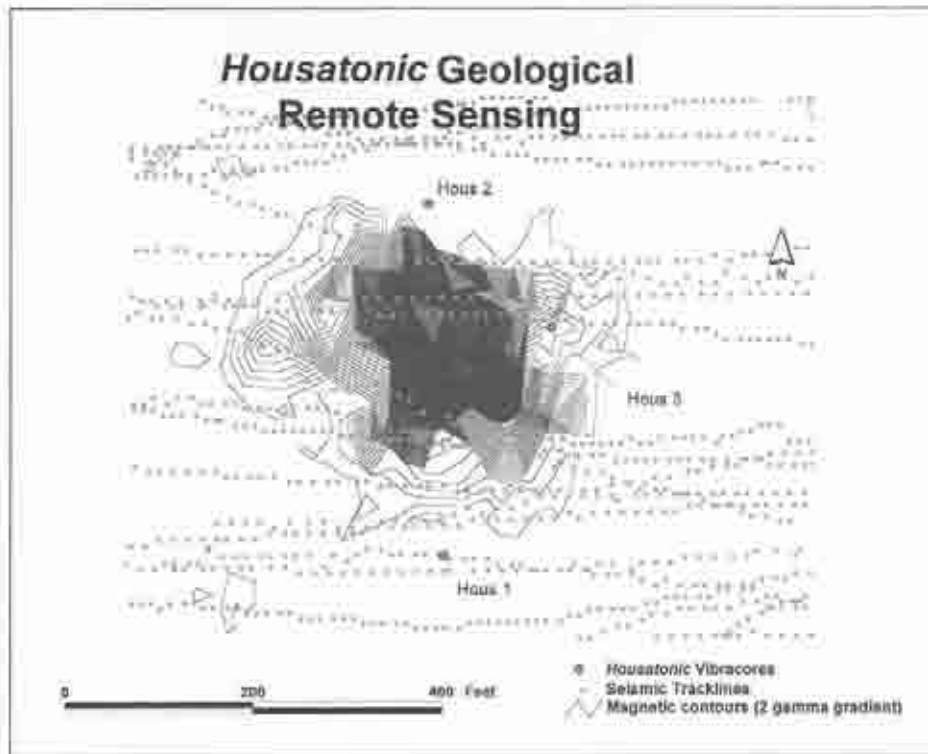 Housatonic Geological
Remote Sensing
Hous 2
N
Hous 3
Hous 1
0 200 400 Feet
Housatonic Vibracores
Seismic Tracklines
Magnetic contours (2 gamma gradient)